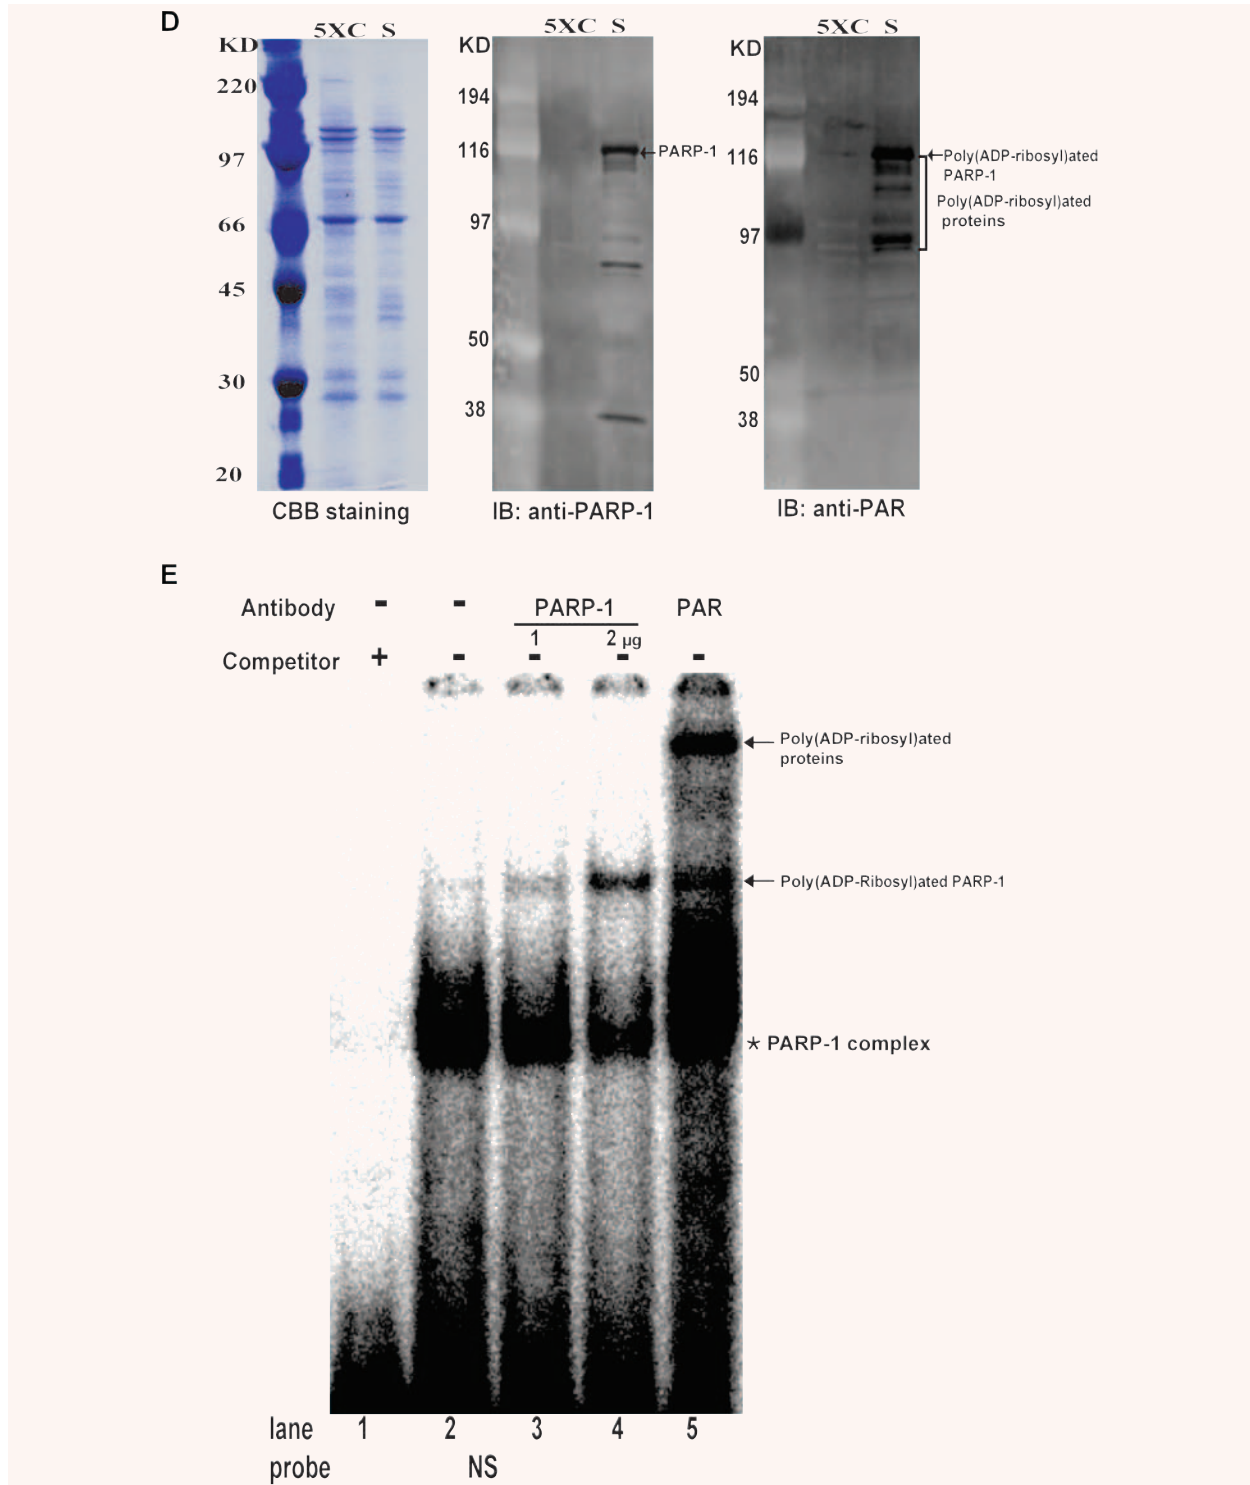 D
5XC S
KD
220
97
66
45
30
20
CBB staining
5XC S
KD
194
116
97
50
38
PARP-1
IB: anti-PARP-1
5XC S
KD
194
116
97
50
38
Poly(ADP-ribosyl)ated
PARP-1
Poly(ADP-ribosyl)ated
proteins
IB: anti-PAR
E
Antibody - - PARP-1 PAR
1 2 µg
Competitor + - - - -
Poly(ADP-ribosyl)ated
proteins
Poly(ADP-Ribosyl)ated PARP-1
* PARP-1 complex
lane 1 2 3 4 5
probe NS